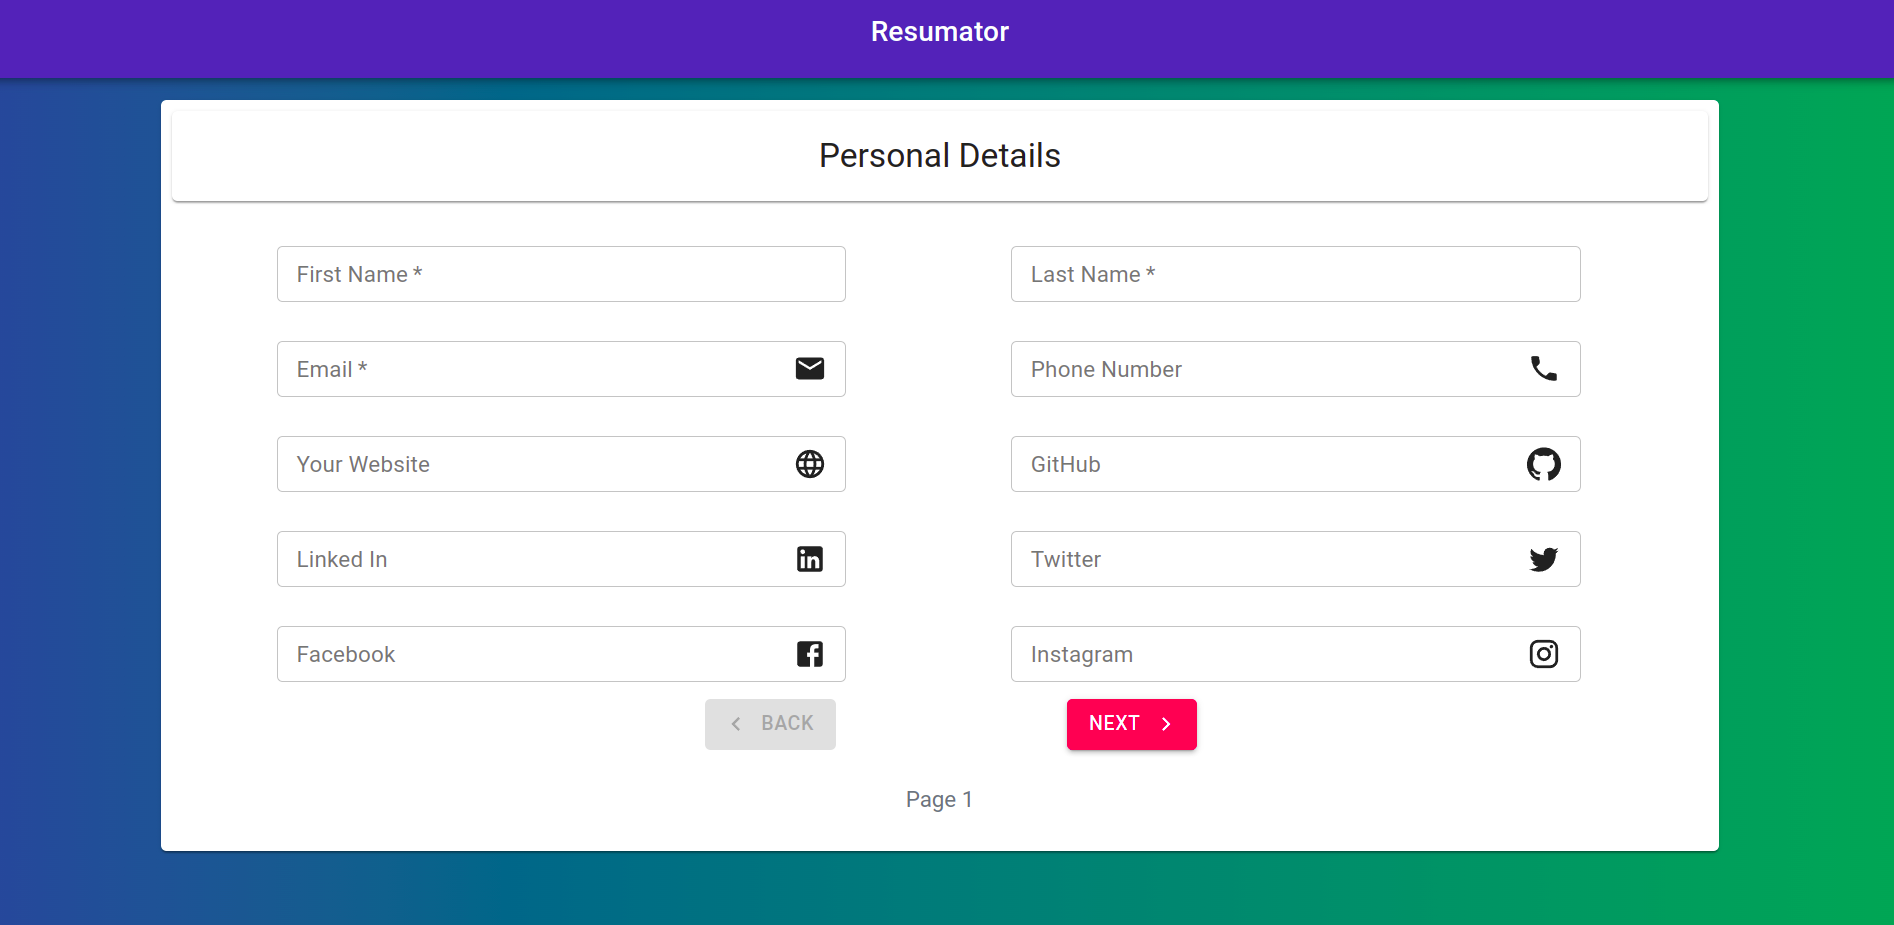 Resumator
Personal Details
First Name *
Last Name *
Email *
Phone Number
Your Website
GitHub
Linked In
Twitter
Facebook
Instagram
BACK
NEXT
Page 1